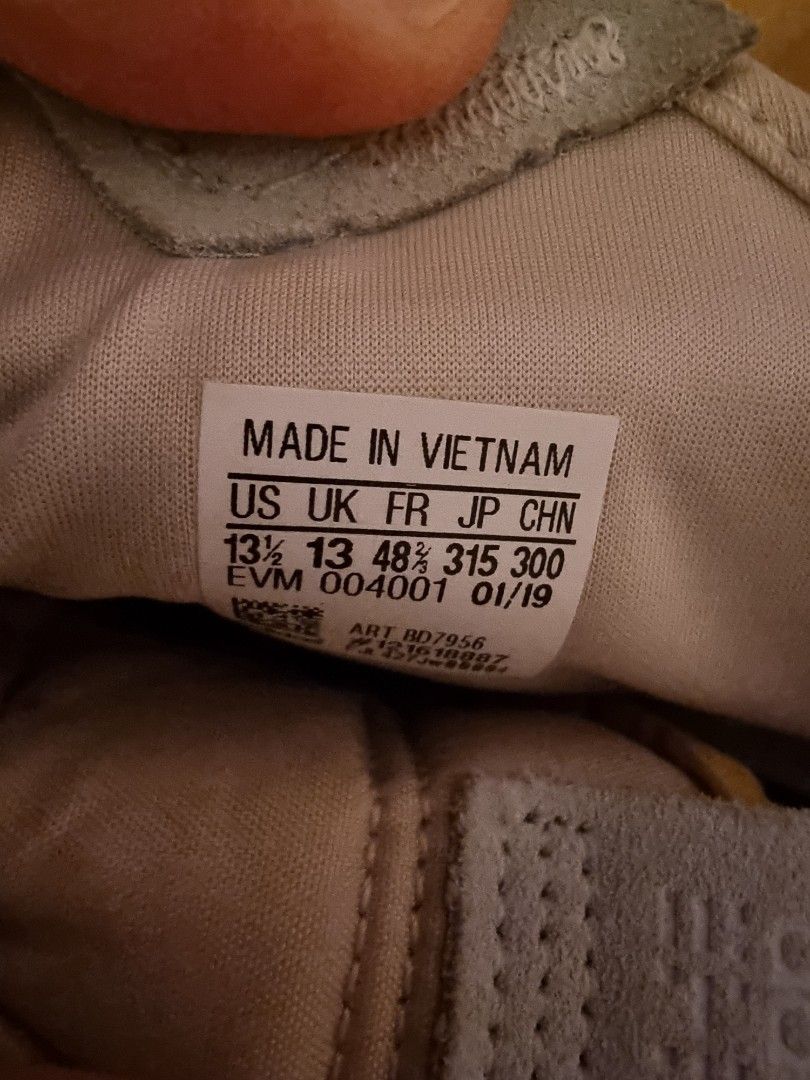 MADE IN VIETNAM
US UK FR JP CHN
13½ 13 48⅔ 315 300
EVM 004001 01/19
ART BD7956